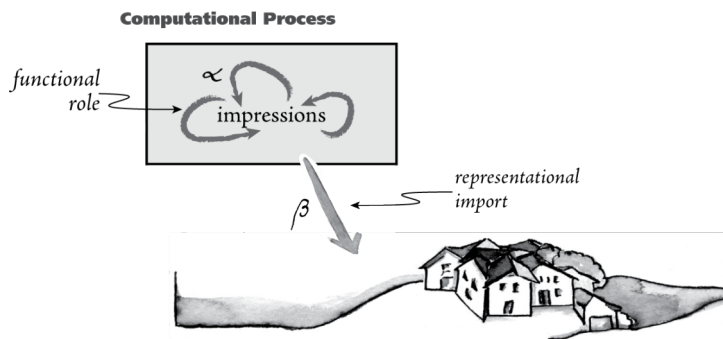 Computational Process
functional
role
∝
impressions
representational
import
β